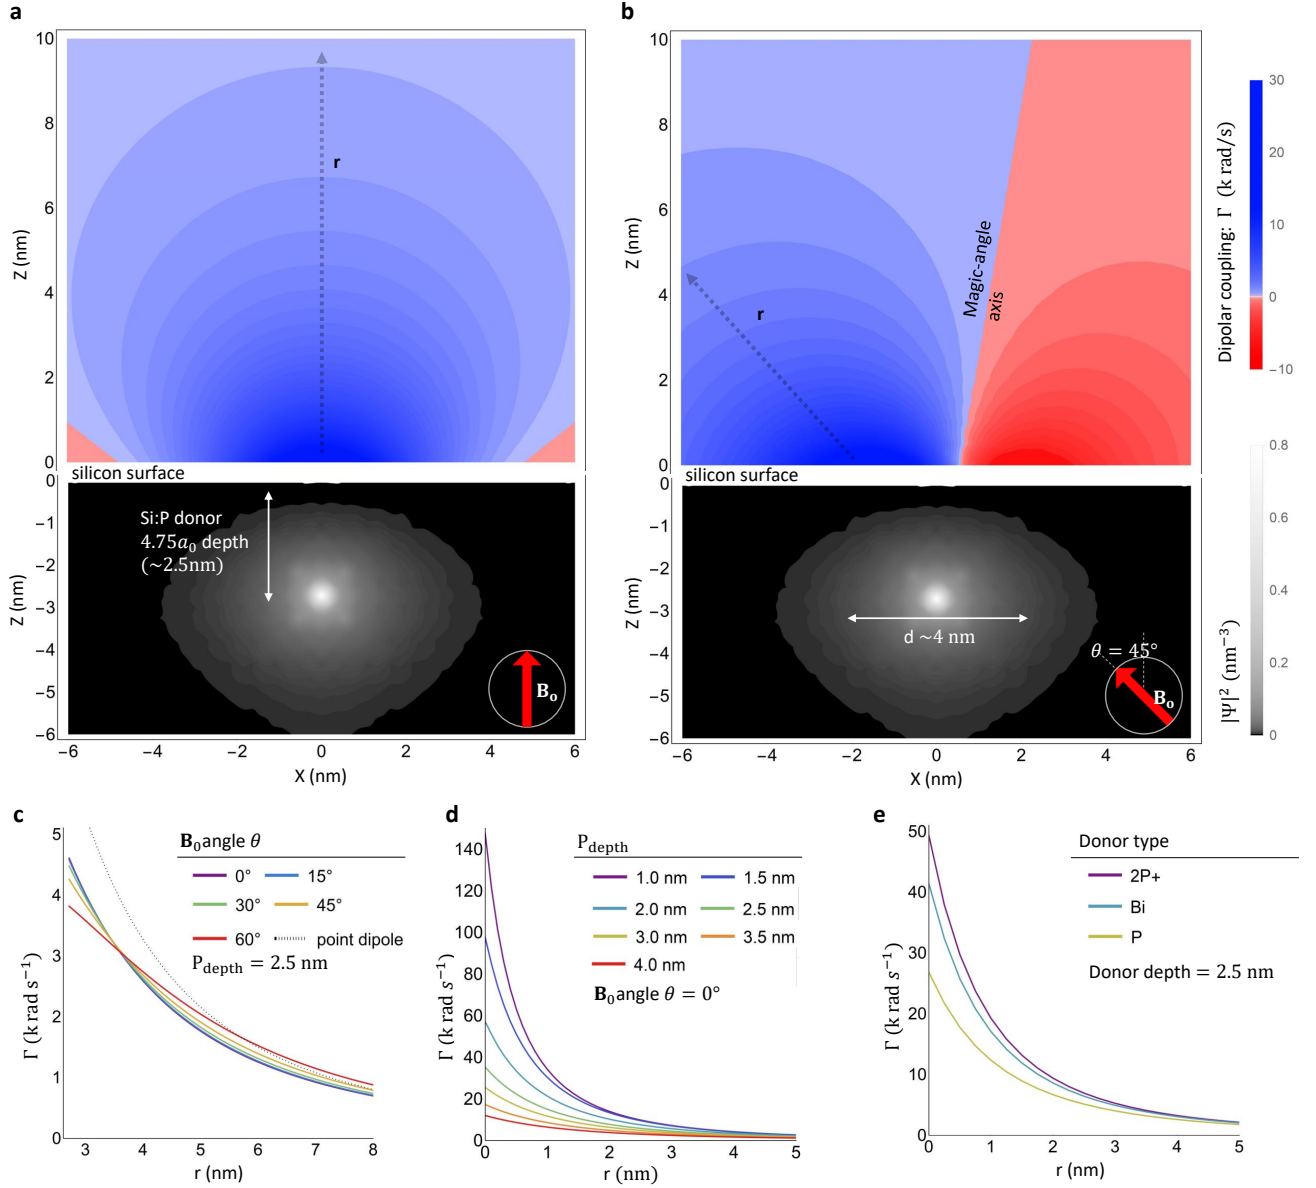 a
10
8
6
4
2
0
Z (nm)
r
silicon surface
0
−1
−2
−3
−4
−5
−6
Z (nm)
Si:P donor
4.75a₀ depth
(~2.5nm)
B₀
−6
−4
−2
0
2
4
6
X (nm)
b
10
8
6
4
2
0
Z (nm)
r
Magic-angle
axis
silicon surface
0
−1
−2
−3
−4
−5
−6
Z (nm)
d ~4 nm
θ = 45°
B₀
−6
−4
−2
0
2
4
6
X (nm)
30
20
10
0
−10
Dipolar coupling: Γ (k rad/s)
0.8
0.6
0.4
0.2
0
|Ψ|² (nm⁻³)
c
B₀angle θ
0° 15°
30° 45°
60° point dipole
P_depth = 2.5 nm
5
4
3
2
1
0
Γ (k rad s⁻¹)
3 4 5 6 7 8
r (nm)
d
P_depth
1.0 nm 1.5 nm
2.0 nm 2.5 nm
3.0 nm 3.5 nm
4.0 nm
B₀angle θ = 0°
140
120
100
80
60
40
20
0
Γ (k rad s⁻¹)
0 1 2 3 4 5
r (nm)
e
Donor type
2P+
Bi
P
Donor depth = 2.5 nm
50
40
30
20
10
0
Γ (k rad s⁻¹)
0 1 2 3 4 5
r (nm)